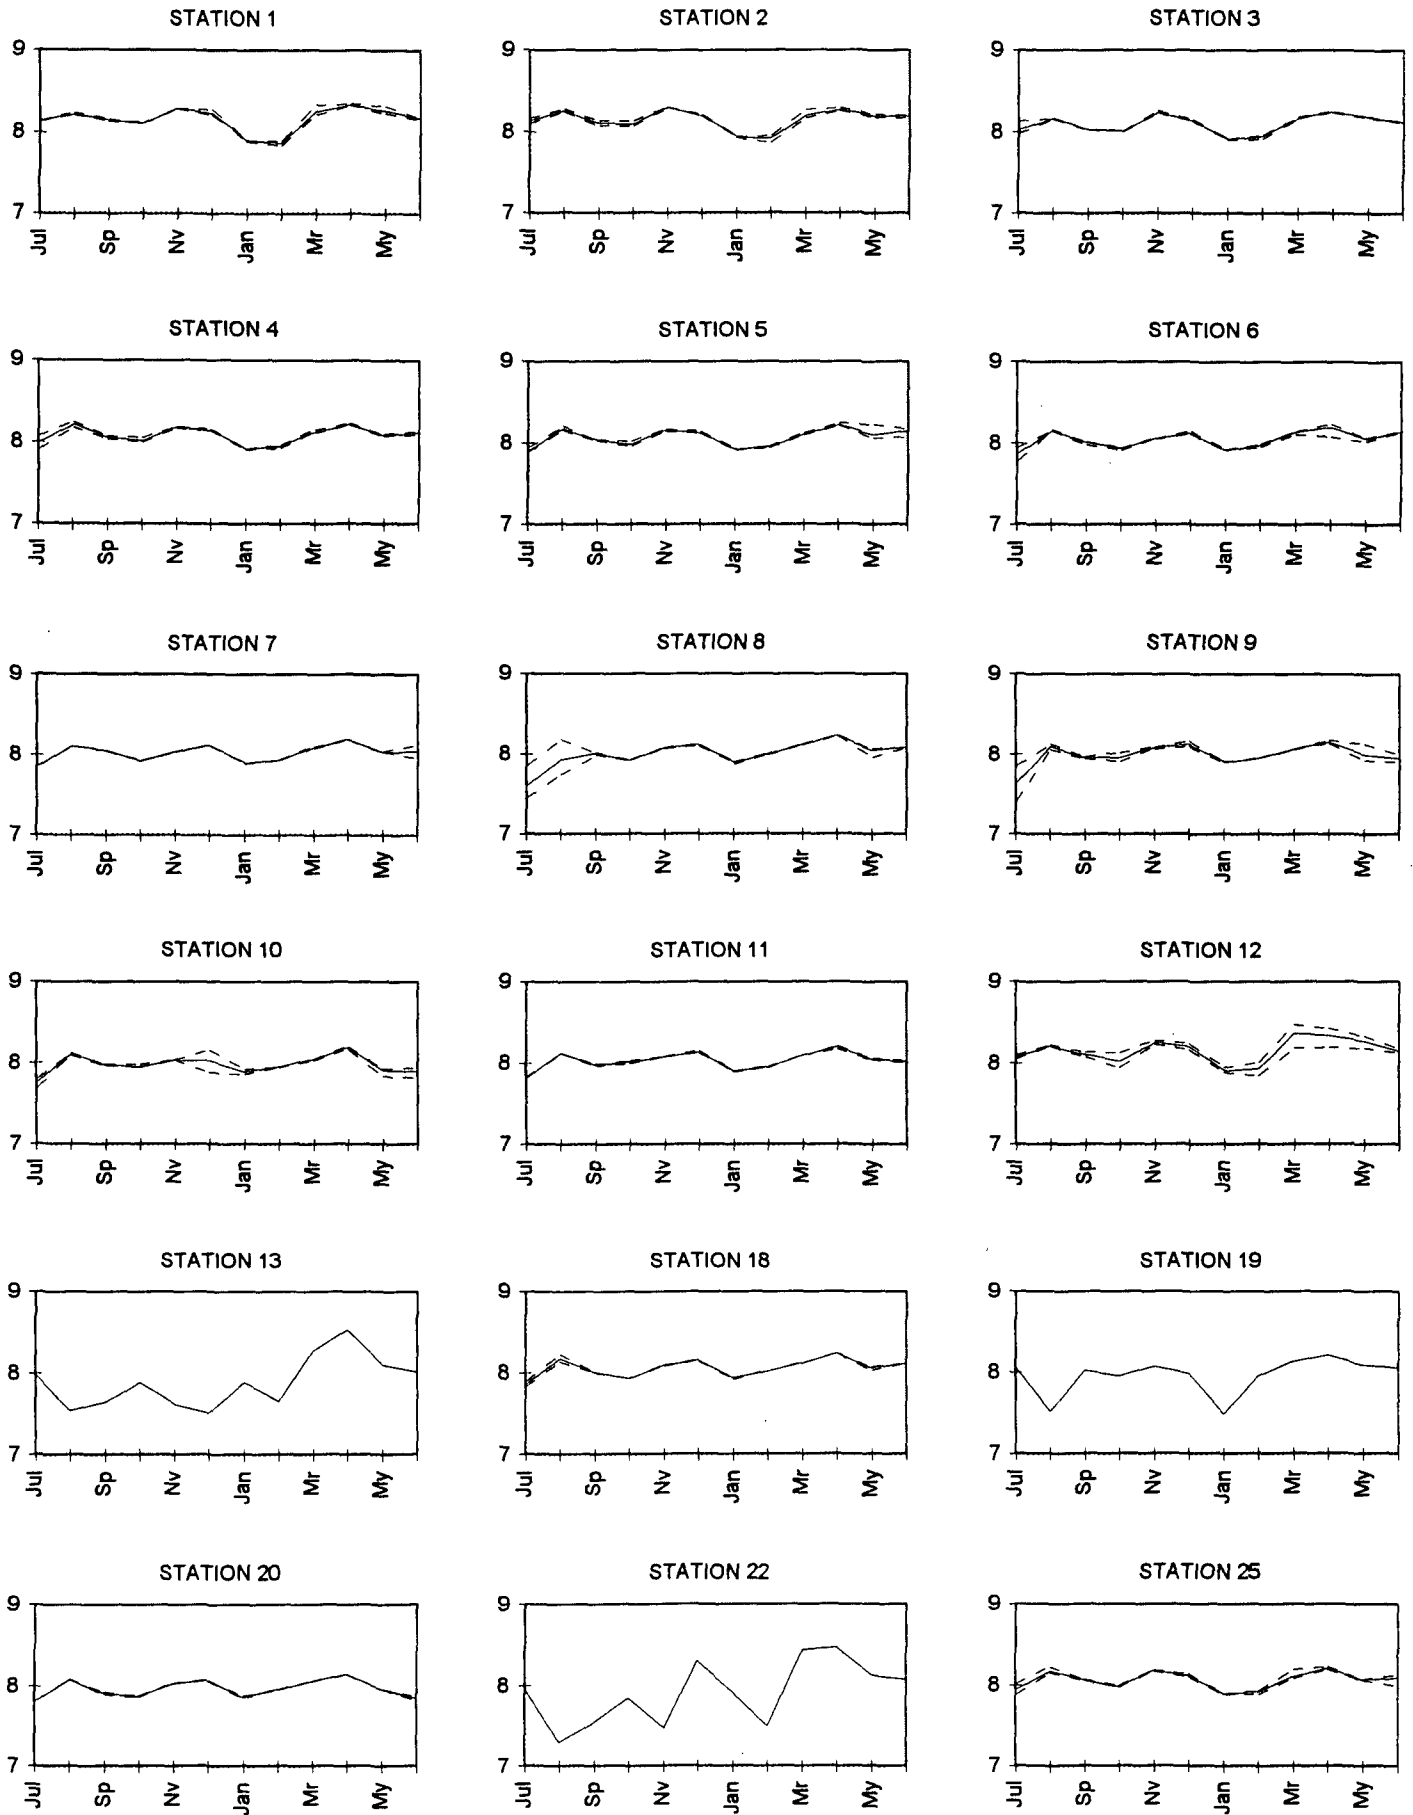 STATION 1 STATION 2 STATION 3
9 9 9
8 8 8
7 7 7
Jul Sp Nv Jan Mr My Jul Sp Nv Jan Mr My Jul Sp Nv Jan Mr My
STATION 4 STATION 5 STATION 6
9 9 9
8 8 8
7 7 7
Jul Sp Nv Jan Mr My Jul Sp Nv Jan Mr My Jul Sp Nv Jan Mr My
STATION 7 STATION 8 STATION 9
9 9 9
8 8 8
7 7 7
Jul Sp Nv Jan Mr My Jul Sp Nv Jan Mr My Jul Sp Nv Jan Mr My
STATION 10 STATION 11 STATION 12
9 9 9
8 8 8
7 7 7
Jul Sp Nv Jan Mr My Jul Sp Nv Jan Mr My Jul Sp Nv Jan Mr My
STATION 13 STATION 18 STATION 19
9 9 9
8 8 8
7 7 7
Jul Sp Nv Jan Mr My Jul Sp Nv Jan Mr My Jul Sp Nv Jan Mr My
STATION 20 STATION 22 STATION 25
9 9 9
8 8 8
7 7 7
Jul Sp Nv Jan Mr My Jul Sp Nv Jan Mr My Jul Sp Nv Jan Mr My